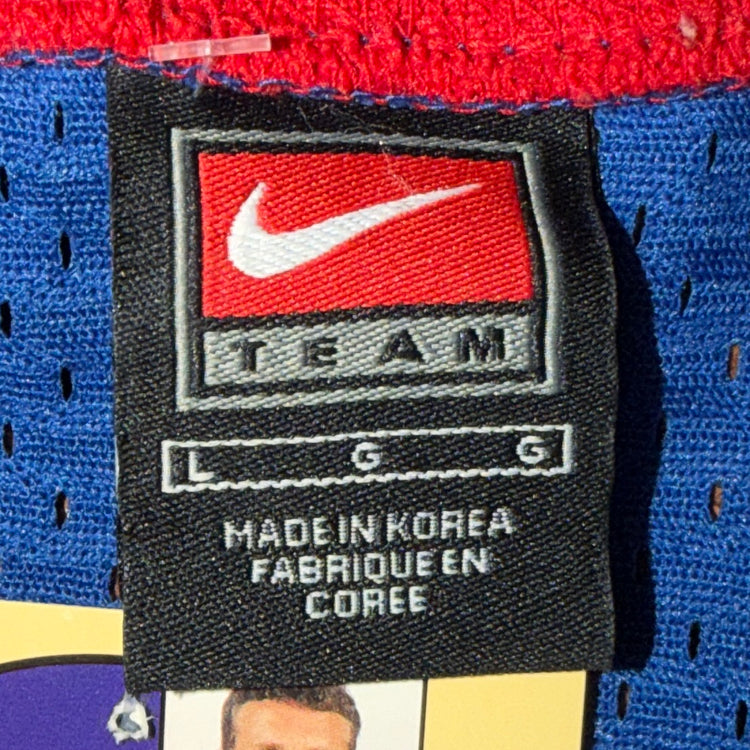 TEAM
L G G
MADE IN KOREA
FABRIQUE EN
COREE